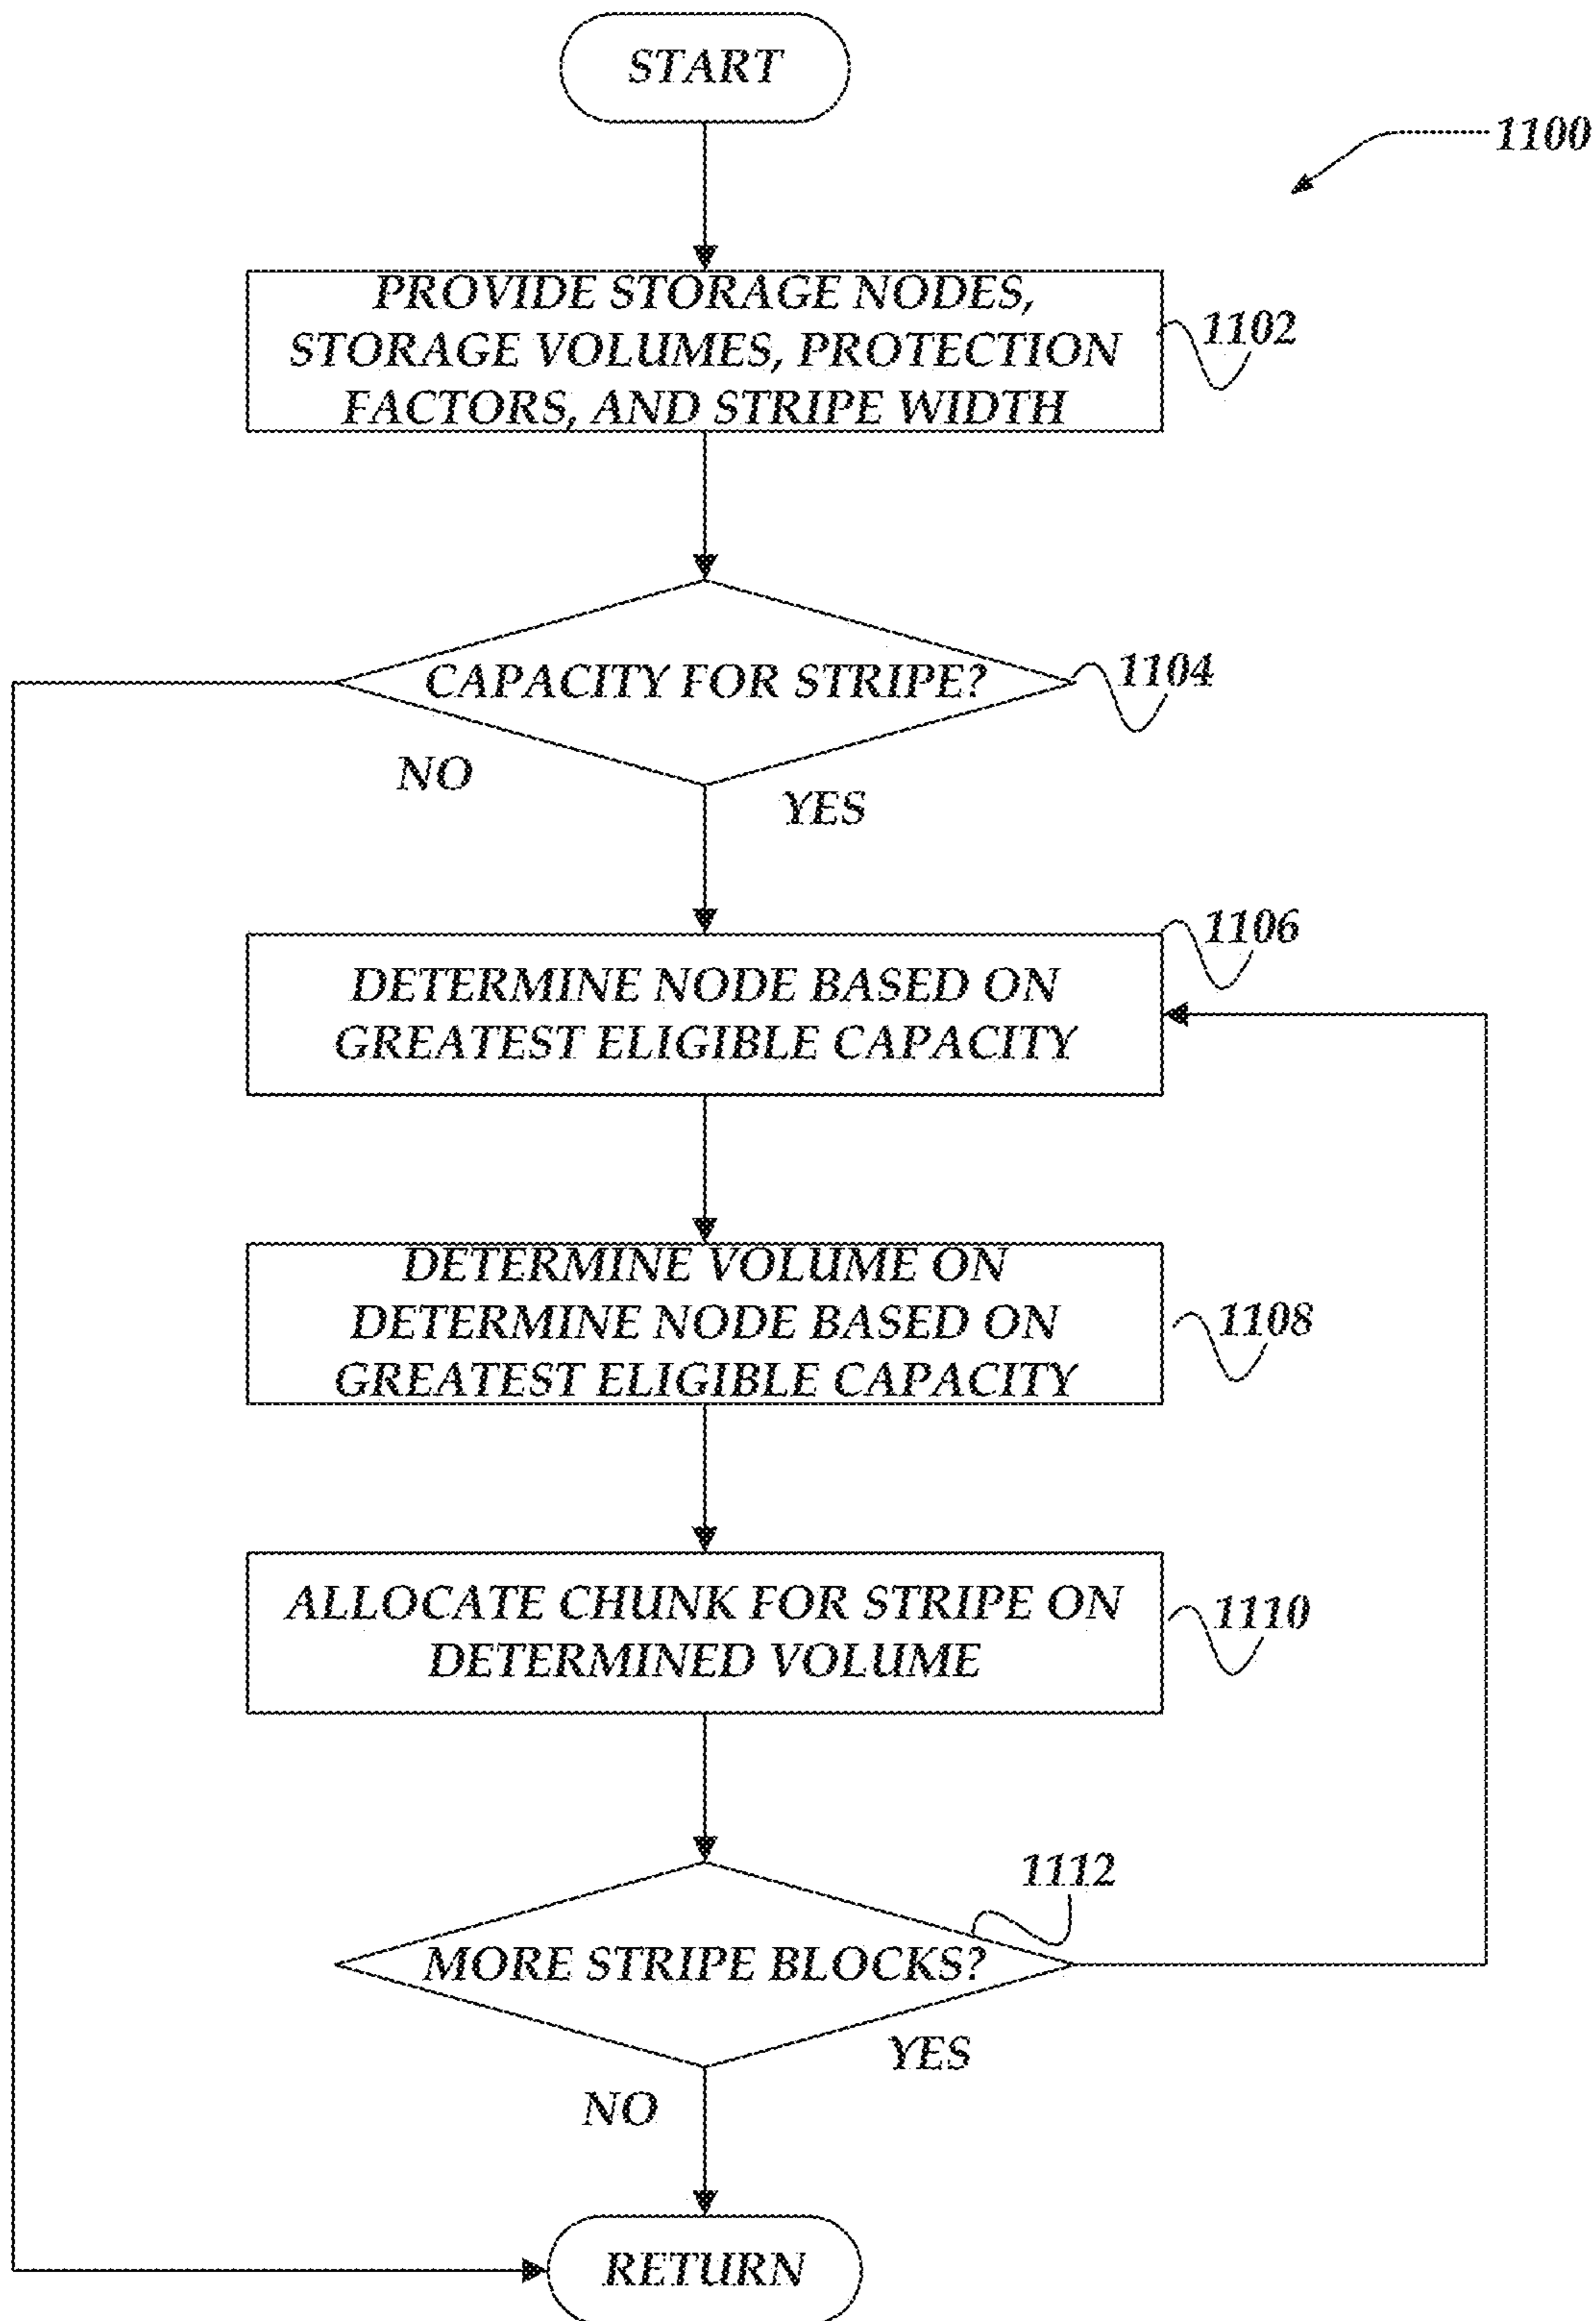 START
1100
PROVIDE STORAGE NODES,
STORAGE VOLUMES, PROTECTION
FACTORS, AND STRIPE WIDTH
1102
CAPACITY FOR STRIPE?
1104
NO
YES
1106
DETERMINE NODE BASED ON
GREATEST ELIGIBLE CAPACITY
DETERMINE VOLUME ON
DETERMINE NODE BASED ON
GREATEST ELIGIBLE CAPACITY
1108
ALLOCATE CHUNK FOR STRIPE ON
DETERMINED VOLUME
1110
1112
MORE STRIPE BLOCKS?
YES
NO
RETURN